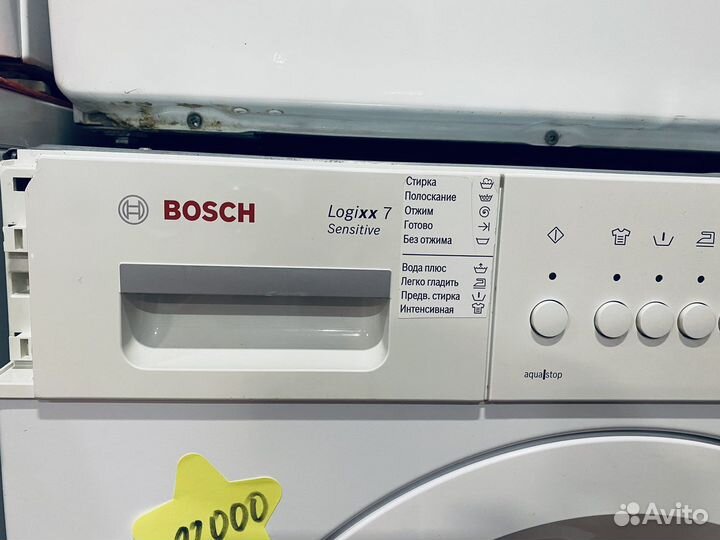 BOSCH
Logixx 7
Sensitive
Стирка
Полоскание
Отжим
Готово
Без отжима
Вода плюс
Легко гладить
Предв. стирка
Интенсивная
aqua stop
Avito